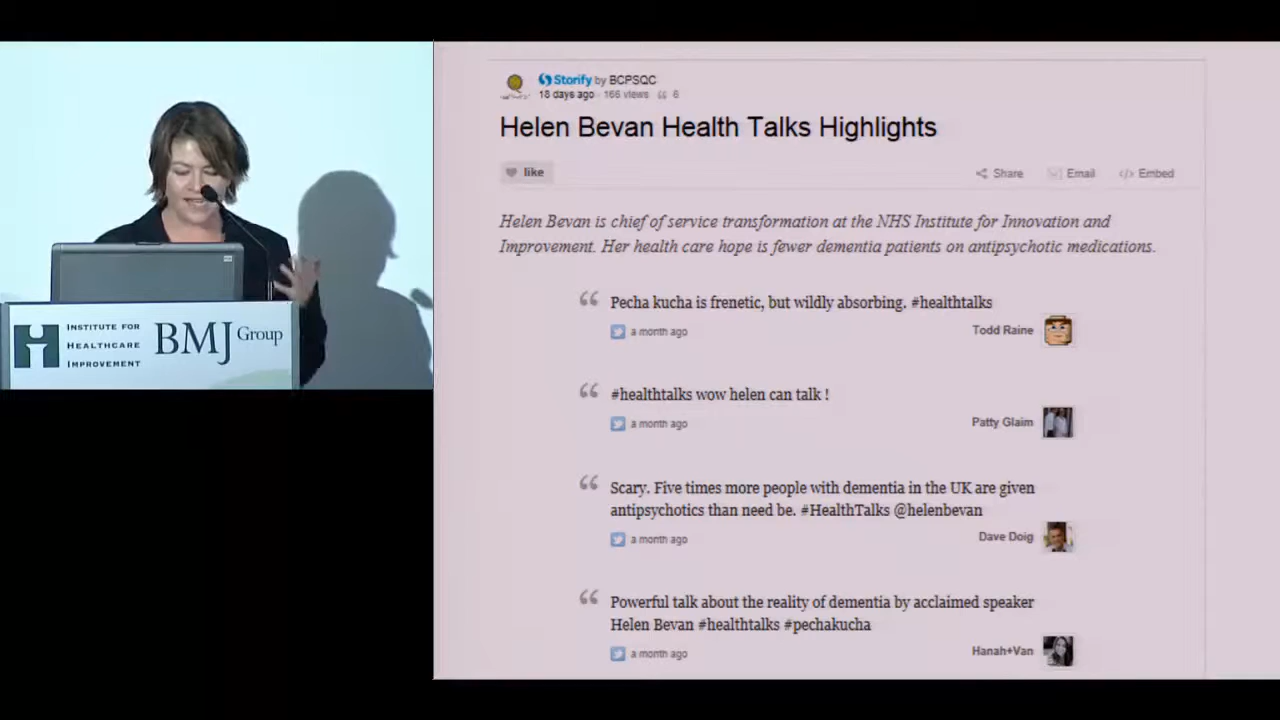 INSTITUTE FOR
HEALTHCARE
IMPROVEMENT
BMJ Group
Storify by BCPSQC
18 days ago · 166 views 6
Helen Bevan Health Talks Highlights
like
Share Email Embed
Helen Bevan is chief of service transformation at the NHS Institute for Innovation and
Improvement. Her health care hope is fewer dementia patients on antipsychotic medications.
Pecha kucha is frenetic, but wildly absorbing. #healthtalks
a month ago Todd Raine
#healthtalks wow helen can talk !
a month ago Patty Glaim
Scary. Five times more people with dementia in the UK are given
antipsychotics than need be. #HealthTalks @helenbevan
a month ago Dave Doig
Powerful talk about the reality of dementia by acclaimed speaker
Helen Bevan #healthtalks #pechakucha
a month ago Hanah+Van